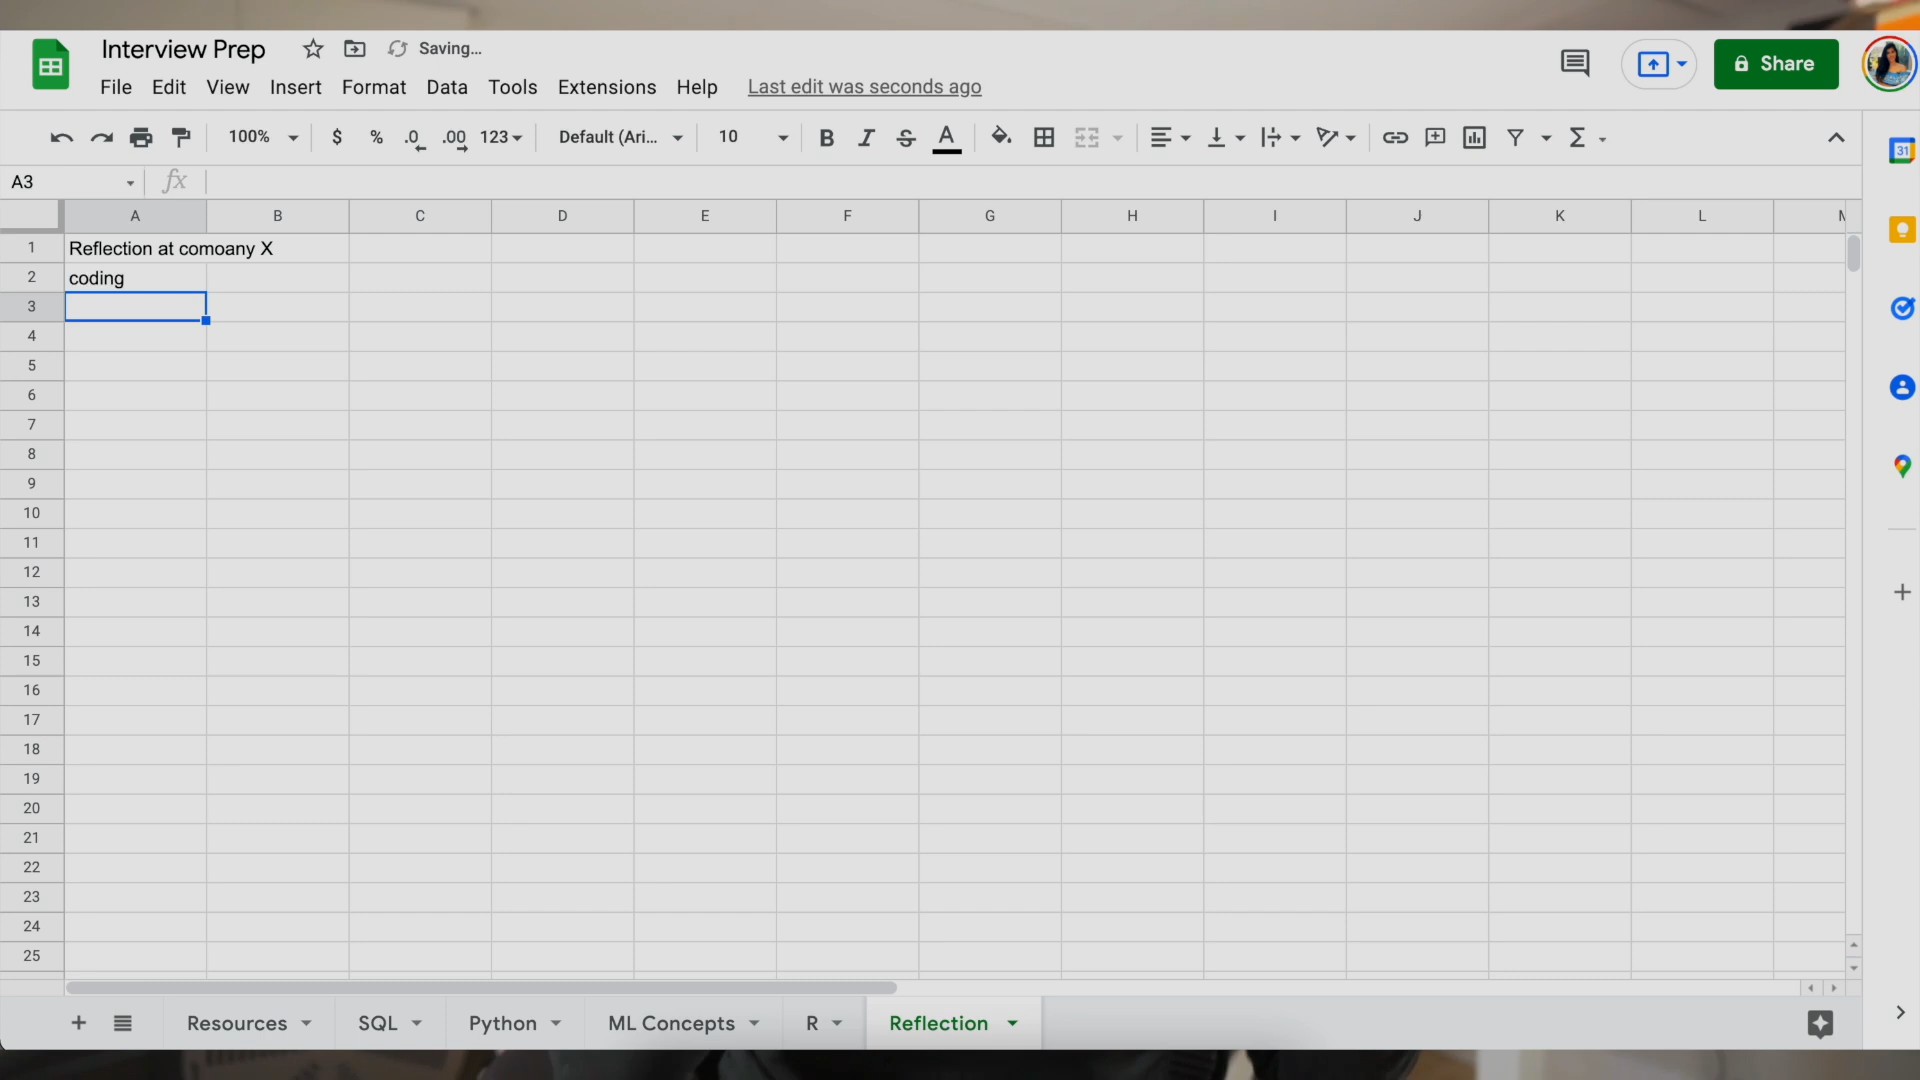 Interview Prep
Saving...
File Edit View Insert Format Data Tools Extensions Help Last edit was seconds ago
Share
100% $ % .0 .00 123 Default (Ari... 10 B I S A
31
A3 fx
A B C D E F G H I J K L
1 Reflection at comoany X
2 coding
3
4
5
6
7
8
9
10
11
12
13
14
15
16
17
18
19
20
21
22
23
24
25
Resources SQL Python ML Concepts R Reflection